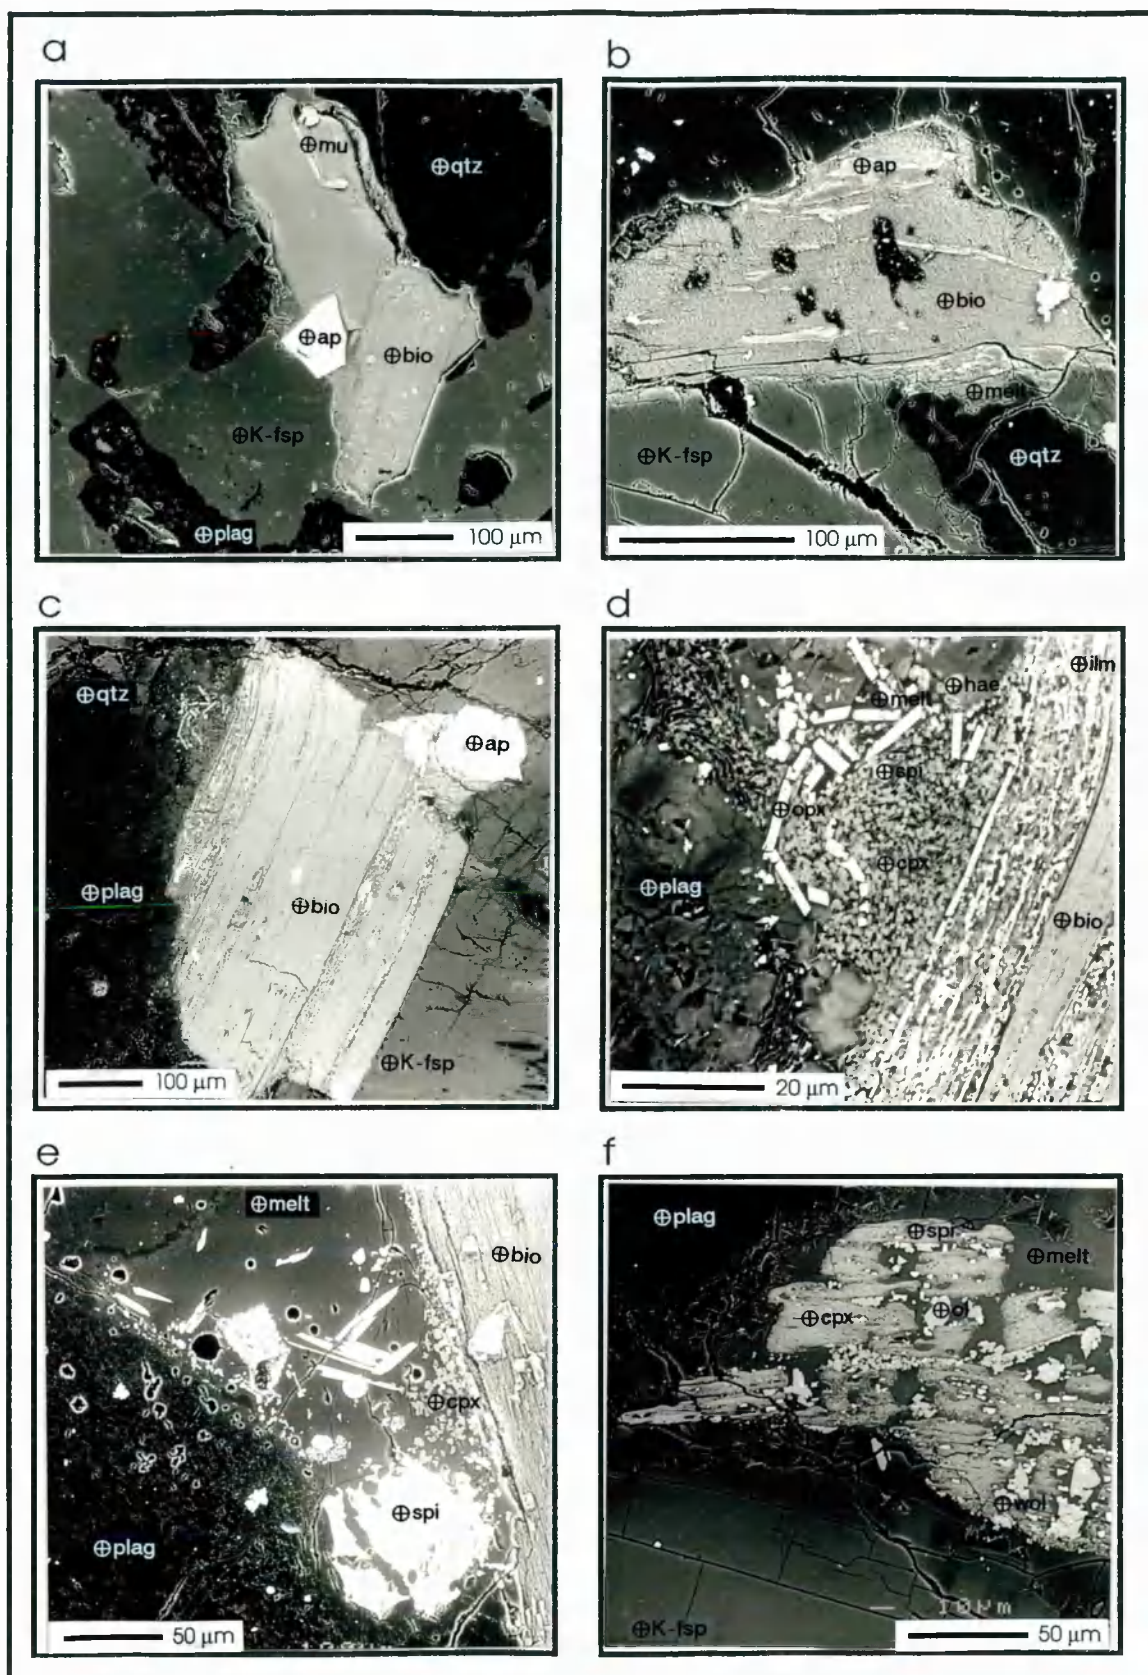 a
⊕mu
⊕qtz
⊕ap
⊕bio
⊕K-fsp
⊕plag
100 μm
b
⊕ap
⊕bio
⊕melt
⊕K-fsp
⊕qtz
100 μm
c
⊕qtz
⊕ap
⊕plag
⊕bio
⊕K-fsp
100 μm
d
⊕ilm
⊕hae
⊕melt
⊕spi
⊕opx
⊕cpx
⊕plag
⊕bio
20 μm
e
⊕melt
⊕bio
⊕cpx
⊕spi
⊕plag
50 μm
f
⊕plag
⊕spi
⊕melt
⊕cpx
⊕ol
⊕wol
10μm
⊕K-fsp
50 μm